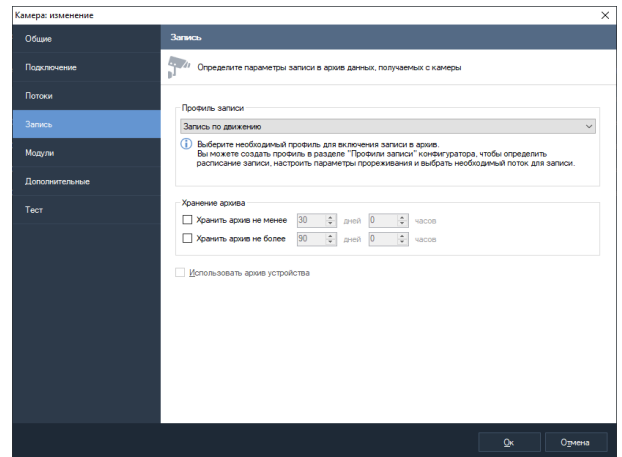 Камера: изменение
Общие
Подключение
Потоки
Запись
Модули
Дополнительные
Тест
Запись
Определите параметры записи в архив данных, получаемых с камеры
Профиль записи
Запись по движению
Выберите необходимый профиль для включения записи в архив.
Вы можете создать профиль в разделе "Профили записи" конфигуратора, чтобы определить
расписание записи, настроить параметры прореживания и выбрать необходимый поток для записи.
Хранение архива
Хранить архив не менее 30 дней 0 часов
Хранить архив не более 90 дней 0 часов
Использовать архив устройства
Ок Отмена